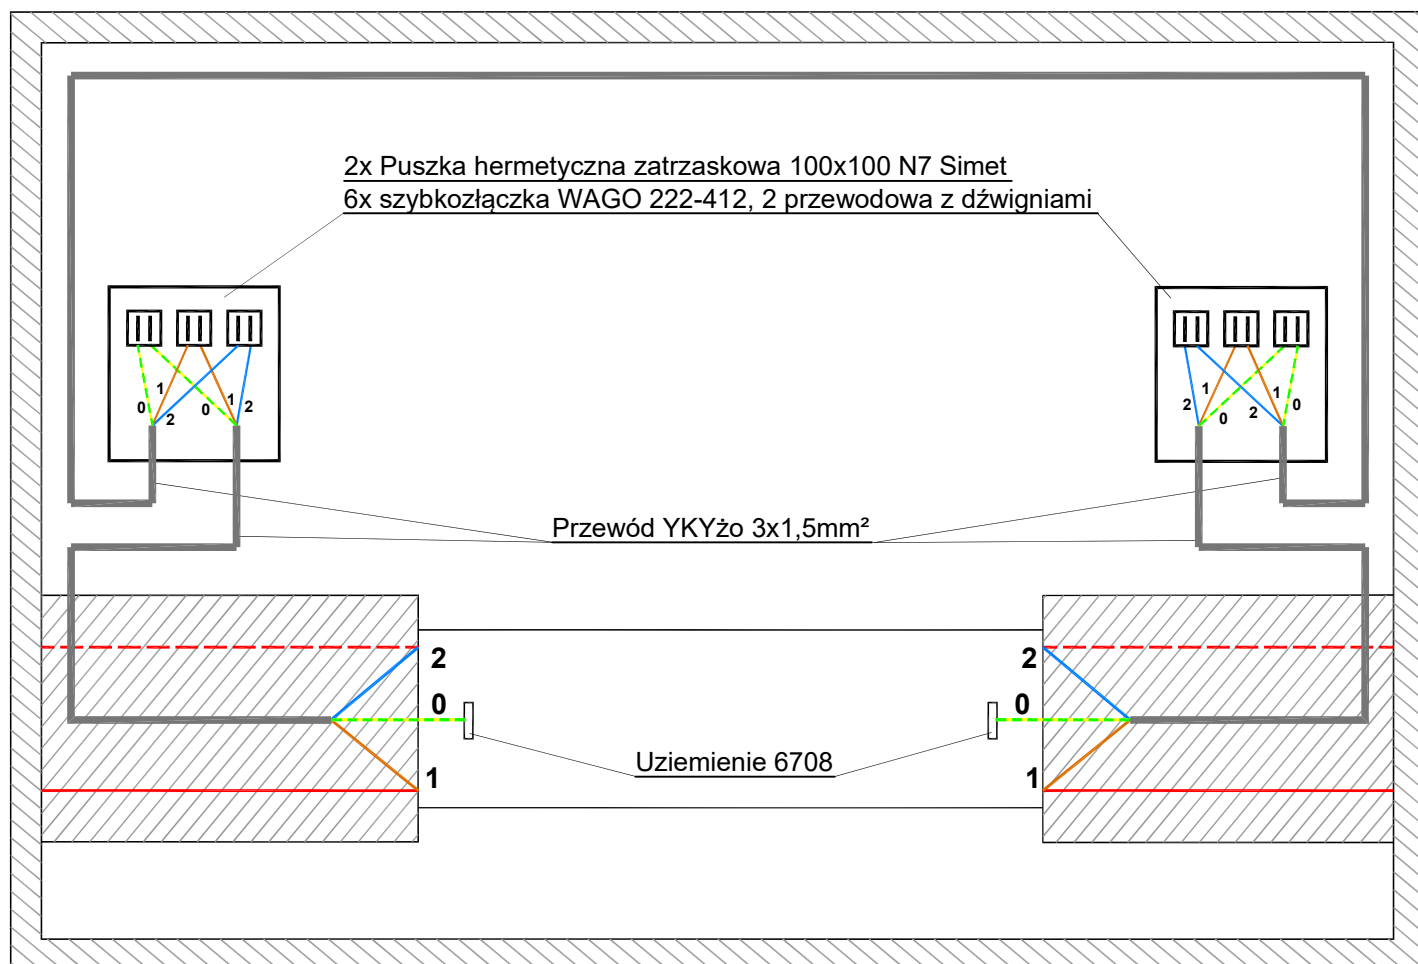 2x Puszka hermetyczna zatrzaskowa 100x100 N7 Simet
6x szybkozłączka WAGO 222-412, 2 przewodowa z dźwigniami
0 1 2 0 1 2
2 1 0 2 1 0
Przewód YKYżo 3x1,5mm²
2 2
0 0
Uziemienie 6708
1 1